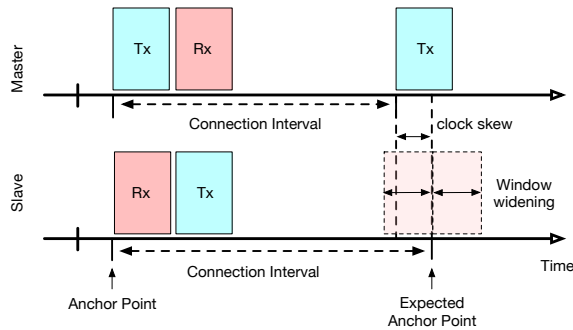 Master
Tx
Rx
Tx
Connection Interval
clock skew
Slave
Rx
Tx
Window
widening
Connection Interval
Time
Anchor Point
Expected
Anchor Point